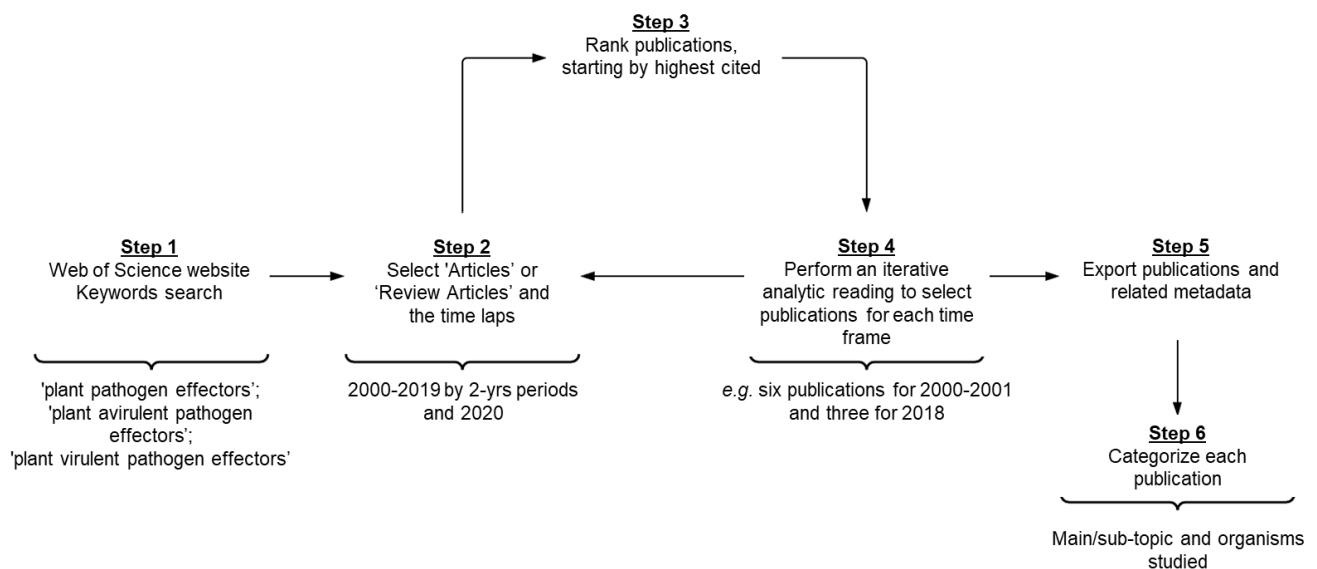 Step 3
Rank publications,
starting by highest cited
Step 1
Web of Science website
Keywords search
'plant pathogen effectors’;
'plant avirulent pathogen
effectors’;
'plant virulent pathogen effectors’
Step 2
Select 'Articles’ or
‘Review Articles’ and
the time laps
2000-2019 by 2-yrs periods
and 2020
Step 4
Perform an iterative
analytic reading to select
publications for each time
frame
e.g. six publications for 2000-2001
and three for 2018
Step 5
Export publications and
related metadata
Step 6
Categorize each
publication
Main/sub-topic and organisms
studied